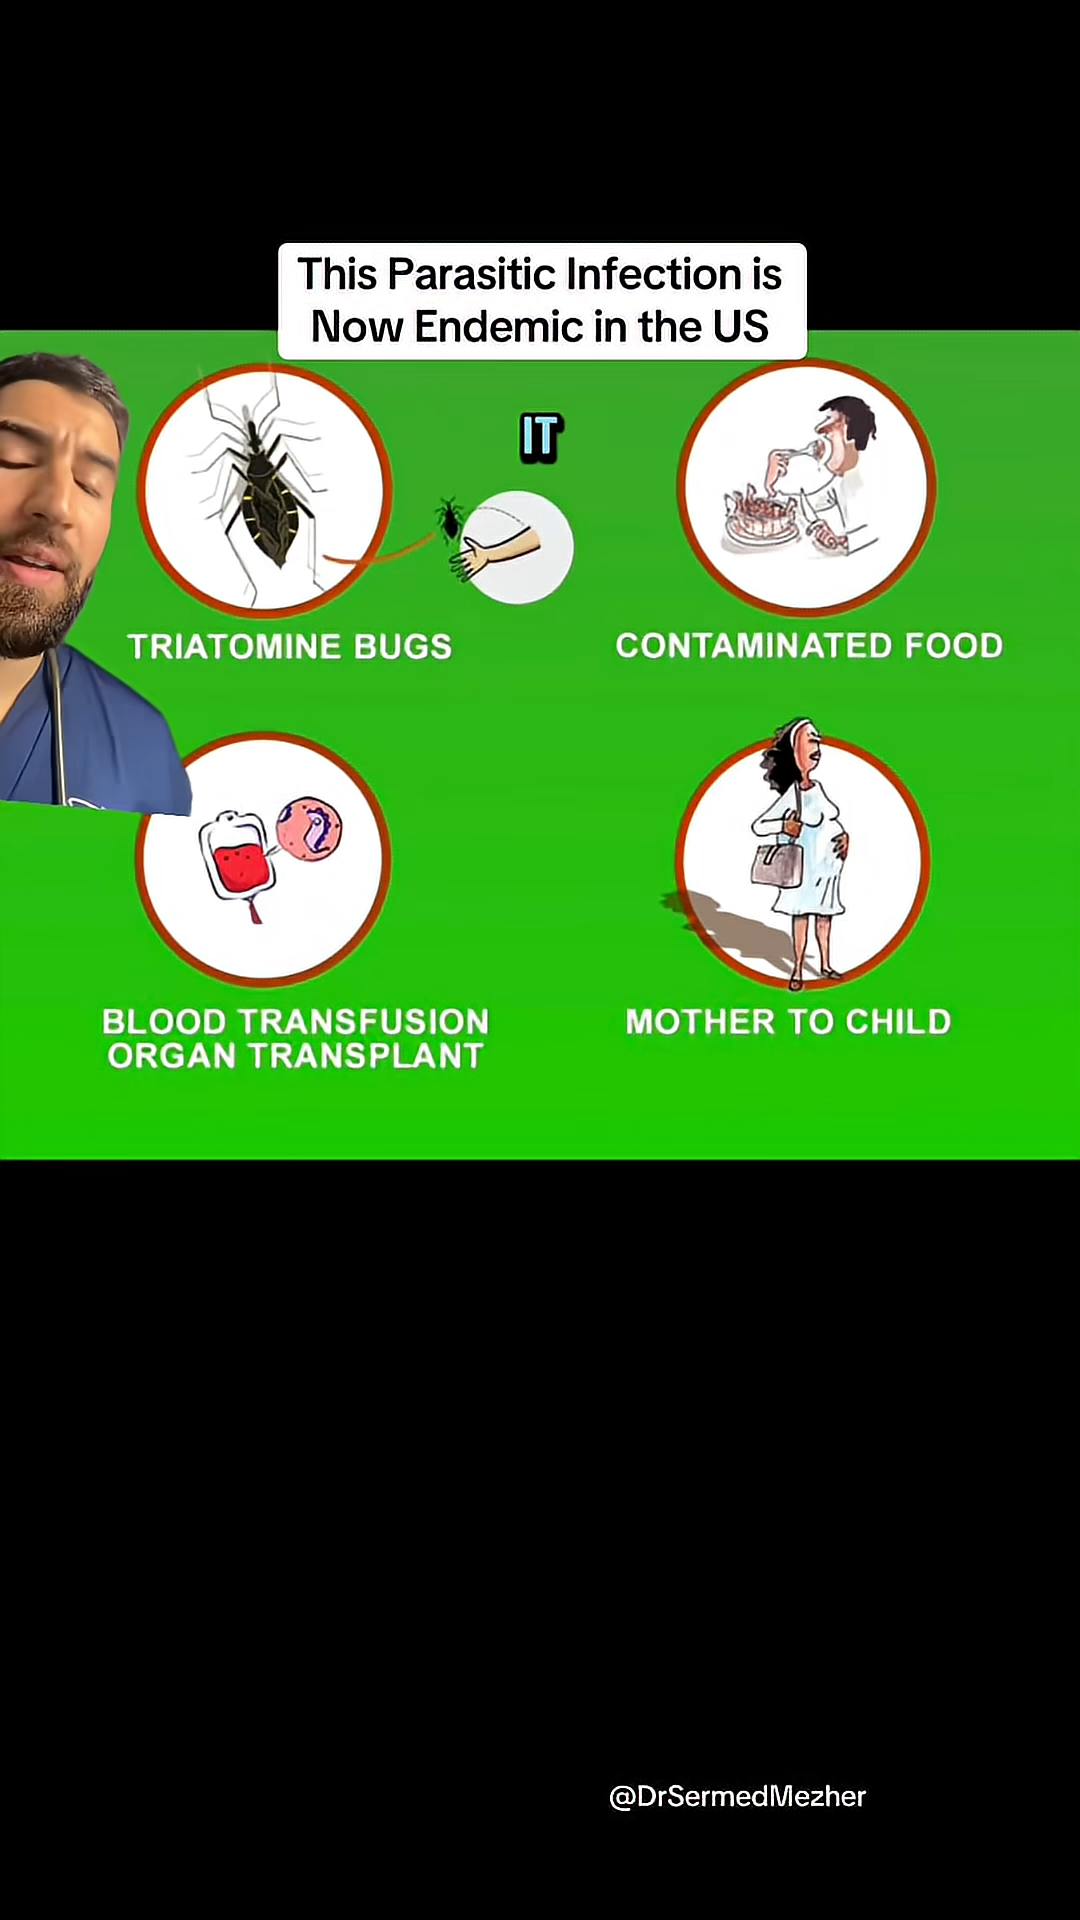 This Parasitic Infection is
Now Endemic in the US
IT
TRIATOMINE BUGS
CONTAMINATED FOOD
BLOOD TRANSFUSION
ORGAN TRANSPLANT
MOTHER TO CHILD
@DrSermedMezher